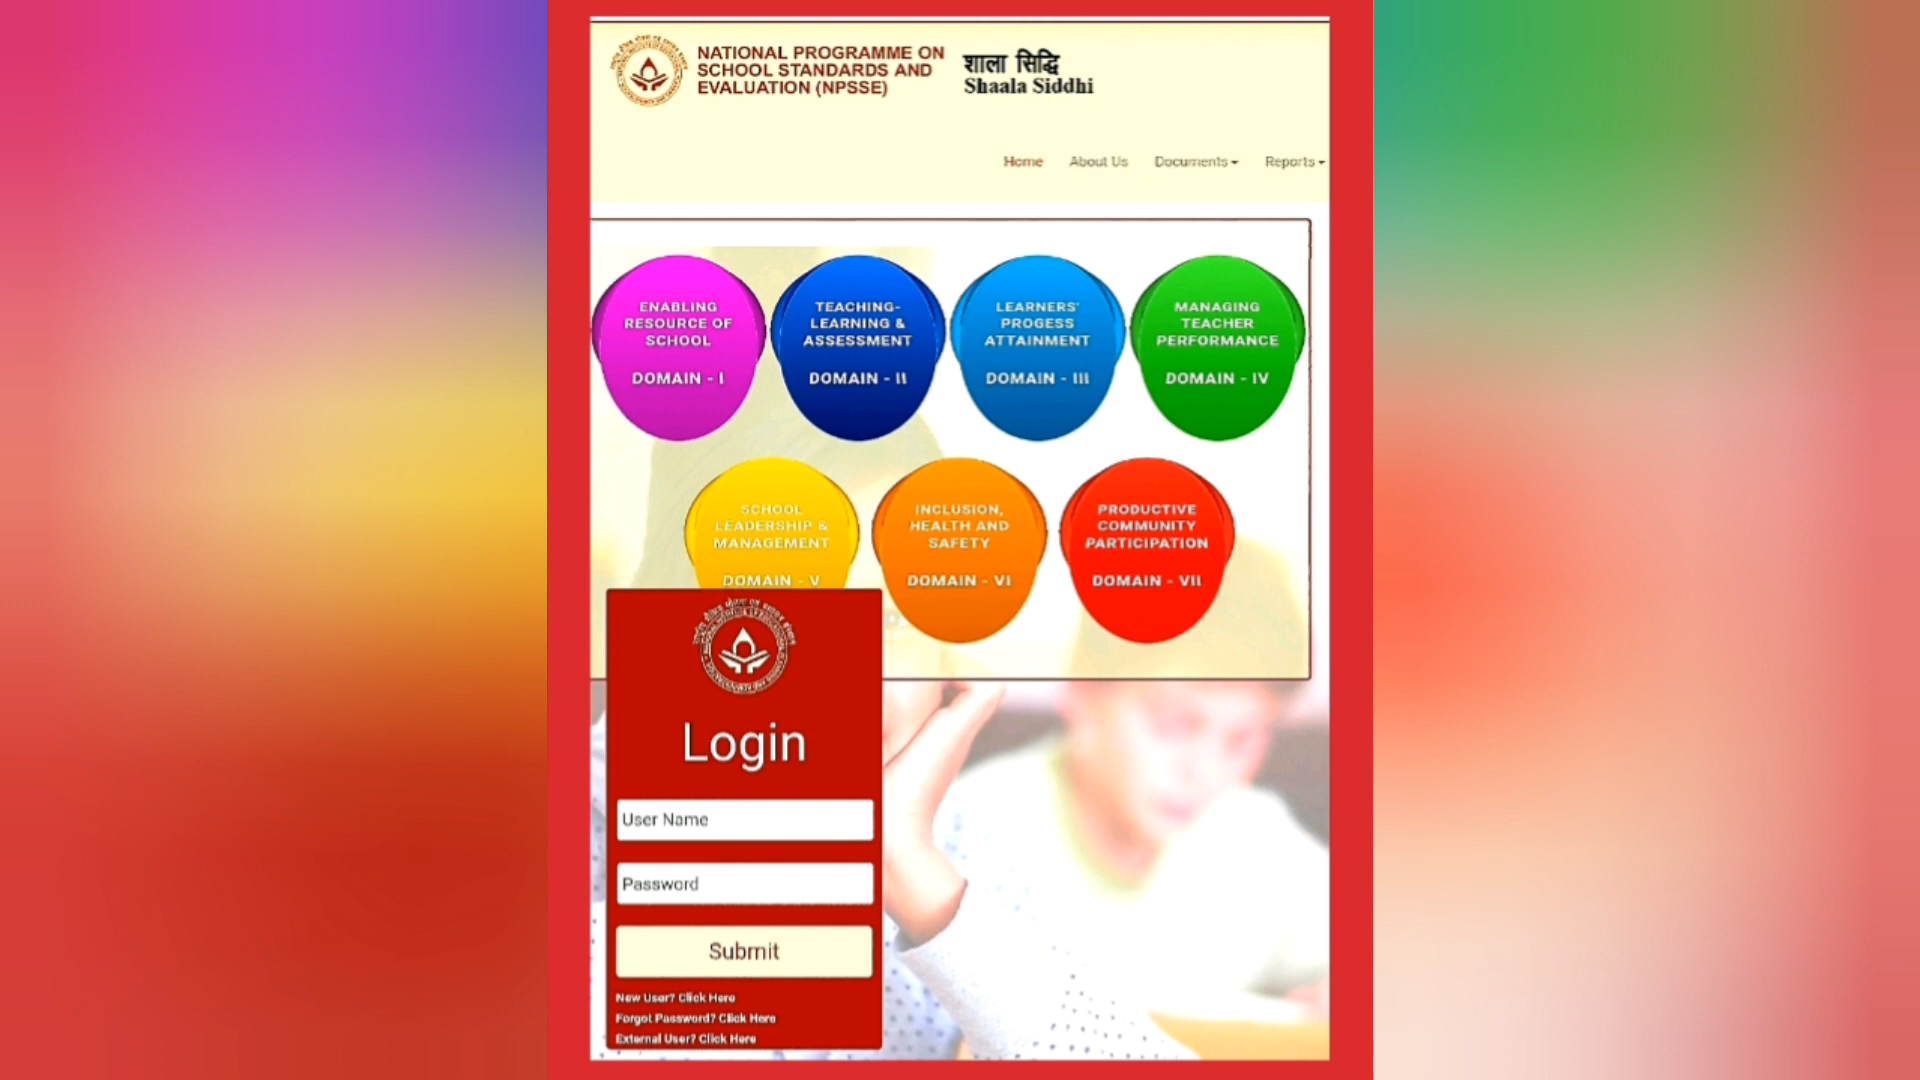 NATIONAL PROGRAMME ON
SCHOOL STANDARDS AND
EVALUATION (NPSSE)
शाला सिद्धि
Shaala Siddhi
Home About Us Documents Reports
ENABLING
RESOURCE OF
SCHOOL
DOMAIN - I
TEACHING-
LEARNING &
ASSESSMENT
DOMAIN - II
LEARNERS'
PROGESS
ATTAINMENT
DOMAIN - III
MANAGING
TEACHER
PERFORMANCE
DOMAIN - IV
SCHOOL
LEADERSHIP &
MANAGEMENT
DOMAIN - V
INCLUSION,
HEALTH AND
SAFETY
DOMAIN - VI
PRODUCTIVE
COMMUNITY
PARTICIPATION
DOMAIN - VII
Login
User Name
Password
Submit
New User? Click Here
Forgot Password? Click Here
External User? Click Here